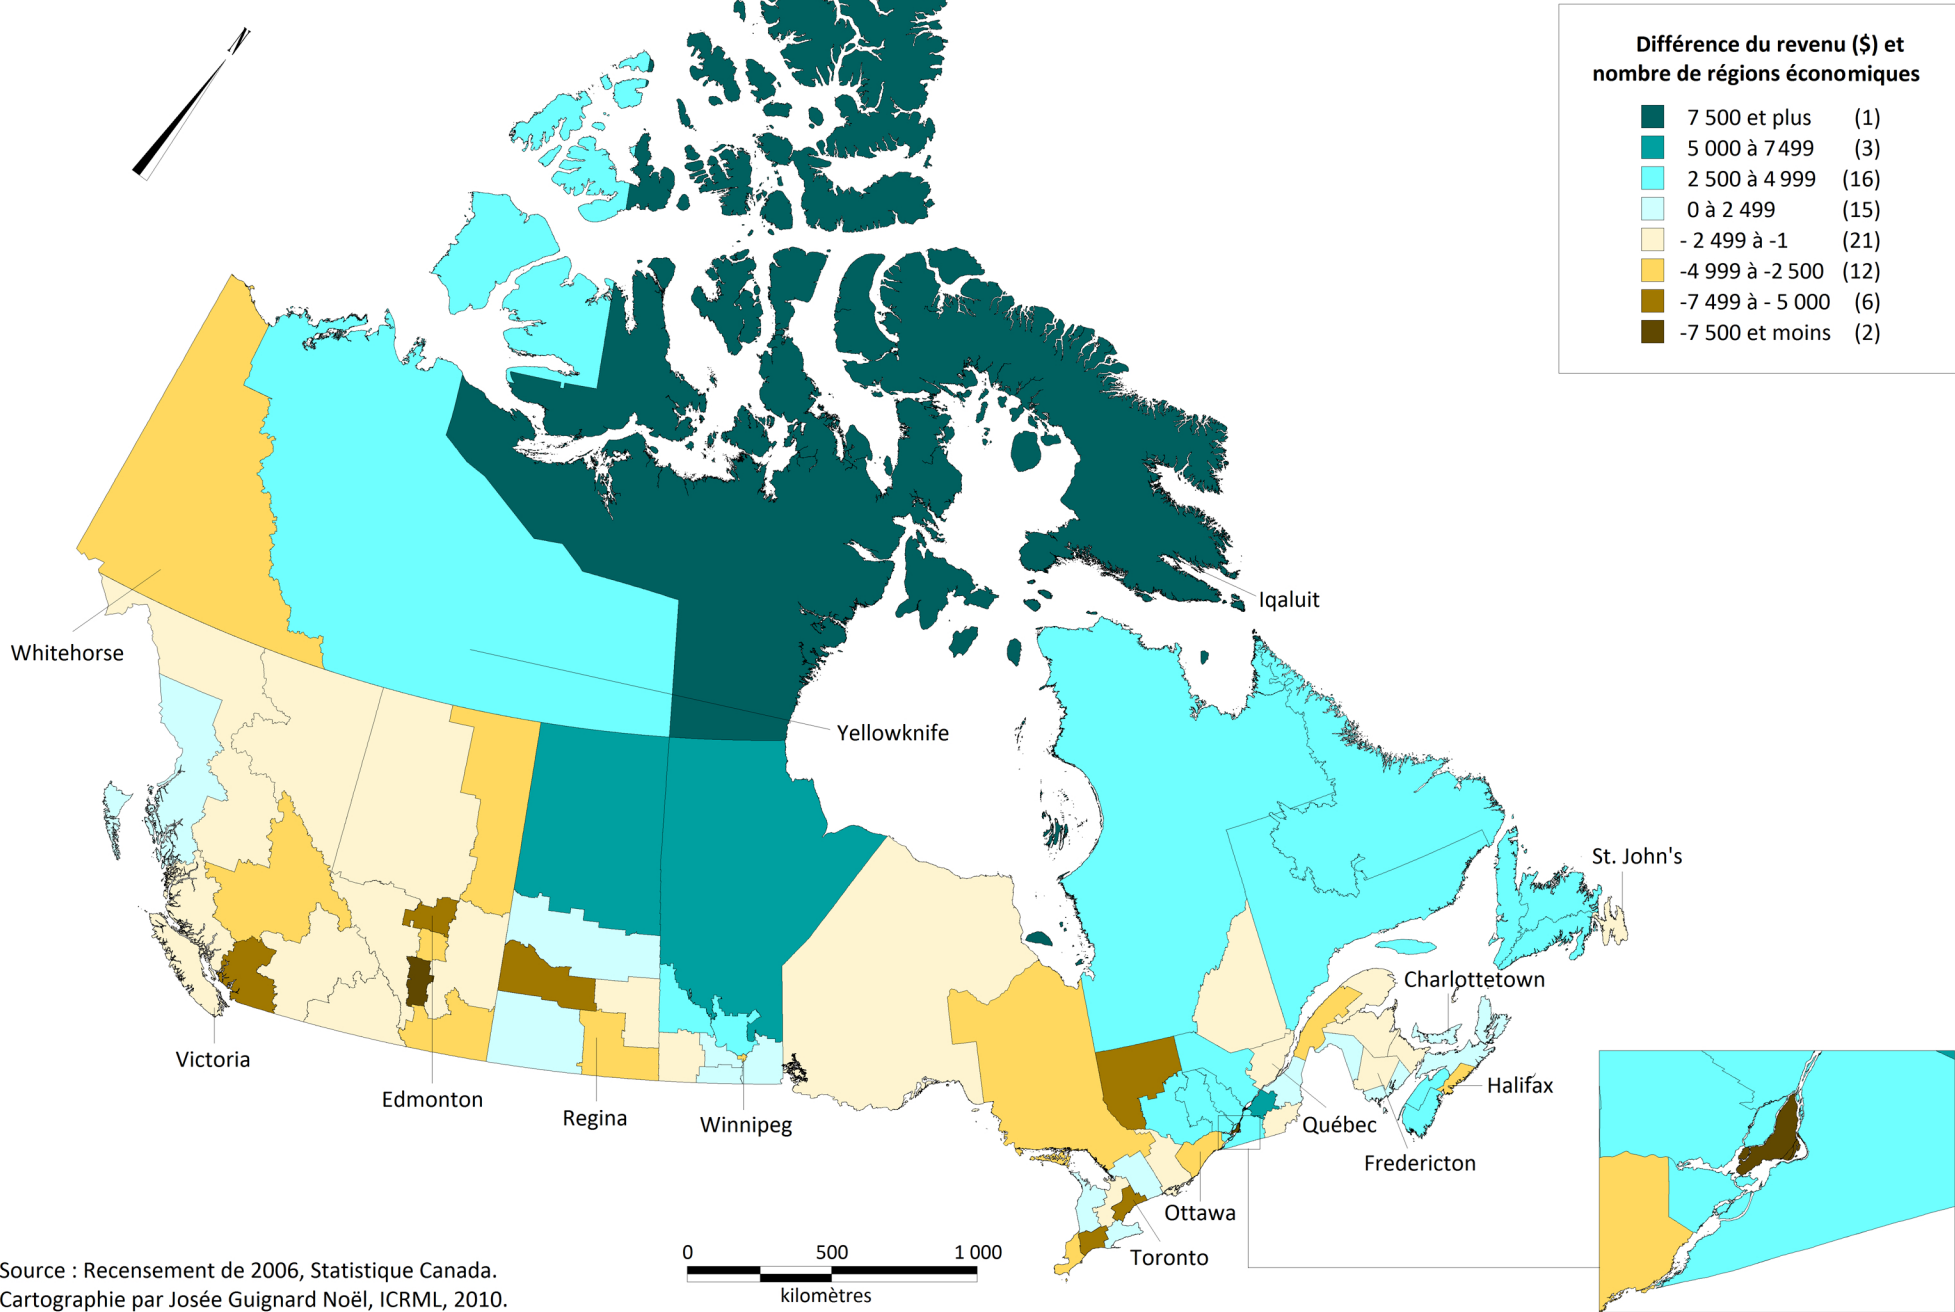 Différence du revenu ($) et
nombre de régions économiques
7 500 et plus (1)
5 000 à 7 499 (3)
2 500 à 4 999 (16)
0 à 2 499 (15)
- 2 499 à -1 (21)
-4 999 à -2 500 (12)
-7 499 à - 5 000 (6)
-7 500 et moins (2)
Iqaluit
Whitehorse
Yellowknife
St. John's
Charlottetown
Victoria
Edmonton
Regina
Winnipeg
Halifax
Québec
Fredericton
Ottawa
Toronto
0 500 1 000
kilomètres
Source : Recensement de 2006, Statistique Canada.
Cartographie par Josée Guignard Noël, ICRML, 2010.